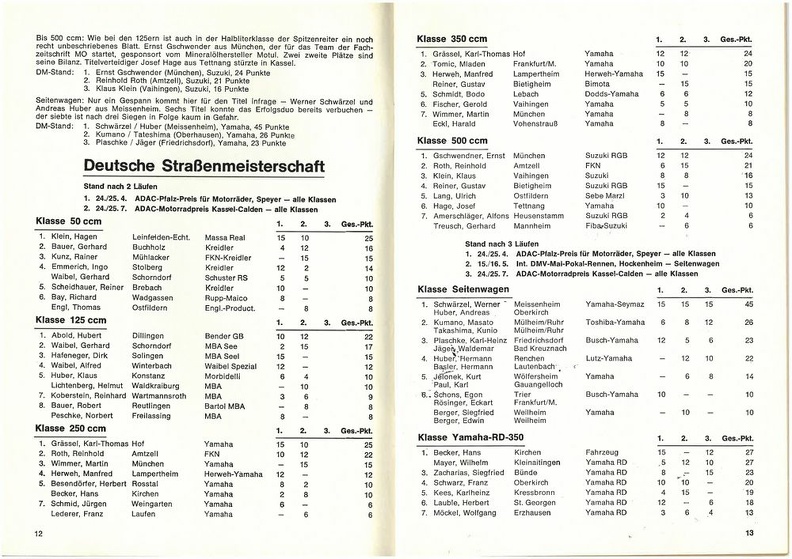 Bis 500 ccm: Wie bei den 125ern ist auch in der Halbliterklasse der Spitzenreiter ein noch
recht unbeschriebenes Blatt. Ernst Gschwender aus München, der für das Team der Fach-
zeitschrift MO startet, gesponsort vom Mineralölhersteller Motul. Zwei zweite Plätze sind
seine Bilanz. Titelverteidiger Josef Hage aus Tettnang stürzte in Kassel.
DM-Stand: 1. Ernst Gschwender (München), Suzuki, 24 Punkte
2. Reinhold Roth (Amtzell), Suzuki, 21 Punkte
3. Klaus Klein (Vaihingen), Suzuki, 16 Punkte
Seitenwagen: Nur ein Gespann kommt hier für den Titel infrage – Werner Schwärzel und
Andreas Huber aus Meissenheim. Sechs Titel konnte das Erfolgsduo bereits verbuchen –
der siebte ist nach drei Siegen in Folge kaum in Gefahr.
DM-Stand: 1. Schwärzel / Huber (Meissenheim), Yamaha, 45 Punkte
2. Kumano / Tateshima (Oberhausen), Yamaha, 26 Punkte
3. Plaschke / Jäger (Friedrichsdorf), Yamaha, 23 Punkte
Deutsche Straßenmeisterschaft
Stand nach 2 Läufen
1. 24./25. 4. ADAC-Pfalz-Preis für Motorräder, Speyer – alle Klassen
2. 24./25. 7. ADAC-Motorradpreis Kassel-Calden – alle Klassen
Klasse 50 ccm 1. 2. 3. Ges.-Pkt.
1. Klein, Hagen Leinfelden-Echt. Massa Real 15 10 25
2. Bauer, Gerhard Buchholz Kreidler 4 12 16
3. Kunz, Rainer Mühlacker FKN-Kreidler – 15 15
4. Emmerich, Ingo Stolberg Kreidler 12 2 14
Waibel, Gerhard Schorndorf Schuster RS 5 5 10
5. Scheidhauer, Reiner Brebach Kreidler 10 – 10
6. Bay, Richard Wadgassen Rupp-Maico 8 – 8
Engl, Thomas Ostfildern Engl.-Product. – 8 8
Klasse 125 ccm 1. 2. 3. Ges.-Pkt.
1. Abold, Hubert Dillingen Bender GB 10 12 22
2. Waibel, Gerhard Schorndorf MBA See 2 15 17
3. Hafeneger, Dirk Solingen MBA Seel 15 – 15
4. Waibel, Alfred Winterbach Waibel Spezial 12 – 12
5. Huber, Klaus Konstanz Morbidelli 6 4 10
Lichtenberg, Helmut Waldkraiburg MBA – 10 10
7. Koberstein, Reinhard Wartmannsroth MBA 3 6 9
8. Bauer, Robert Reutlingen Bartol MBA – 8 8
Peschke, Norbert Freilassing MBA 8 – 8
Klasse 250 ccm 1. 2. 3. Ges.-Pkt.
1. Grässel, Karl-Thomas Hof Yamaha 15 10 25
2. Roth, Reinhold Amtzell FKN 10 12 22
3. Wimmer, Martin München Yamaha – 15 15
4. Herweh, Manfred Lampertheim Herweh-Yamaha 12 – 12
5. Besendörfer, Herbert Rosstal Yamaha 8 2 10
Becker, Hans Kirchen Yamaha 2 8 10
7. Schmid, Jürgen Weingarten Yamaha 6 – 6
Lederer, Franz Laufen Yamaha – 6 6
12
Klasse 350 ccm 1. 2. 3. Ges.-Pkt.
1. Grässel, Karl-Thomas Hof Yamaha 12 12 24
2. Tomic, Mladen Frankfurt/M. Yamaha 10 10 20
3. Herweh, Manfred Lampertheim Herweh-Yamaha 15 – 15
Reiner, Gustav Bietigheim Bimota – 15 15
5. Schmidt, Bodo Lebach Dodds-Yamaha 6 6 12
6. Fischer, Gerold Vaihingen Yamaha 5 5 10
7. Wimmer, Martin München Yamaha – 8 8
Eckl, Harald Vohenstrauß Yamaha 8 – 8
Klasse 500 ccm 1. 2. 3. Ges.-Pkt.
1. Gschwendner, Ernst München Suzuki RGB 12 12 24
2. Roth, Reinhold Amtzell FKN 6 15 21
3. Klein, Klaus Vaihingen Suzuki 8 8 16
4. Reiner, Gustav Bietigheim Suzuki RGB 15 – 15
5. Lang, Ulrich Ostfildern Sebe Marzl 3 10 13
6. Hage, Josef Tettnang Yamaha 10 – 10
7. Amerschläger, Alfons Heusenstamm Suzuki RGB 2 4 6
Treusch, Gerhard Mannheim Fiba-Suzuki – 6 6
Stand nach 3 Läufen
1. 24./25. 4. ADAC-Pfalz-Preis für Motorräder, Speyer – alle Klassen
2. 15./16. 5. Int. DMV-Mai-Pokal-Rennen, Hockenheim – Seitenwagen
3. 24./25. 7. ADAC-Motorradpreis Kassel-Calden – alle Klassen
Klasse Seitenwagen 1. 2. 3. Ges.-Pkt.
1. Schwärzel, Werner Meissenheim Yamaha-Seymaz 15 15 15 45
Huber, Andreas Oberkirch
2. Kumano, Masato Mülheim/Ruhr Toshiba-Yamaha 6 8 12 26
Takashima, Kunio Mülheim/Ruhr
3. Plaschke, Karl-Heinz Friedrichsdorf Busch-Yamaha 12 5 6 23
Jäger, Waldemar Bad Kreuznach
4. Huber, Hermann Renchen Lutz-Yamaha – 12 10 22
Basler, Hermann Lautenbach
5. Jelonek, Kurt Wölfersheim Yamaha – 6 8 14
Paul, Karl Gauangelloch
6. Schons, Egon Trier Busch-Yamaha 10 – – 10
Rösinger, Eckart Frankfurt/M.
Berger, Siegfried Weilheim Yamaha – 10 – 10
Berger, Edwin Weilheim
Klasse Yamaha-RD-350 1. 2. 3. Ges.-Pkt.
1. Becker, Hans Kirchen Fahrzeug 15 – 12 27
Mayer, Wilhelm Kleinaitingen Yamaha RD 5 12 10 27
3. Zacharias, Siegfried Bünde Yamaha RD 8 – 15 23
4. Schwarz, Franz Oberkirch Yamaha RD 10 10 – 20
5. Kees, Karlheinz Kressbronn Yamaha RD 4 15 – 19
6. Lauble, Herbert St. Georgen Yamaha RD 12 – 6 18
7. Möckel, Wolfgang Erzhausen Yamaha RD 3 6 4 13
13